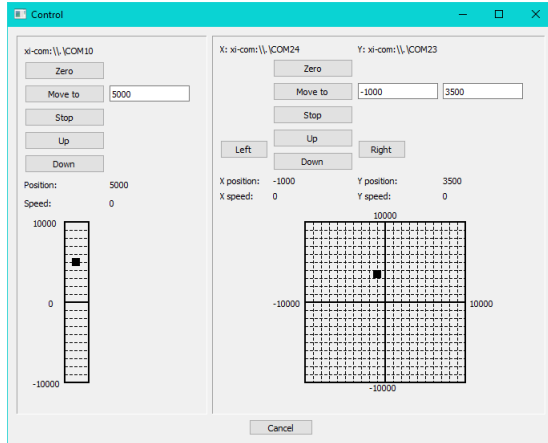 Control
xi-com:\\.\COM10
Zero
Move to 5000
Stop
Up
Down
Position: 5000
Speed: 0
10000
0
-10000
X: xi-com:\\.\COM24 Y: xi-com:\\.\COM23
Zero
Move to -1000 3500
Stop
Up
Left Right
Down
X position: -1000 Y position: 3500
X speed: 0 Y speed: 0
10000
-10000 10000
-10000
Cancel